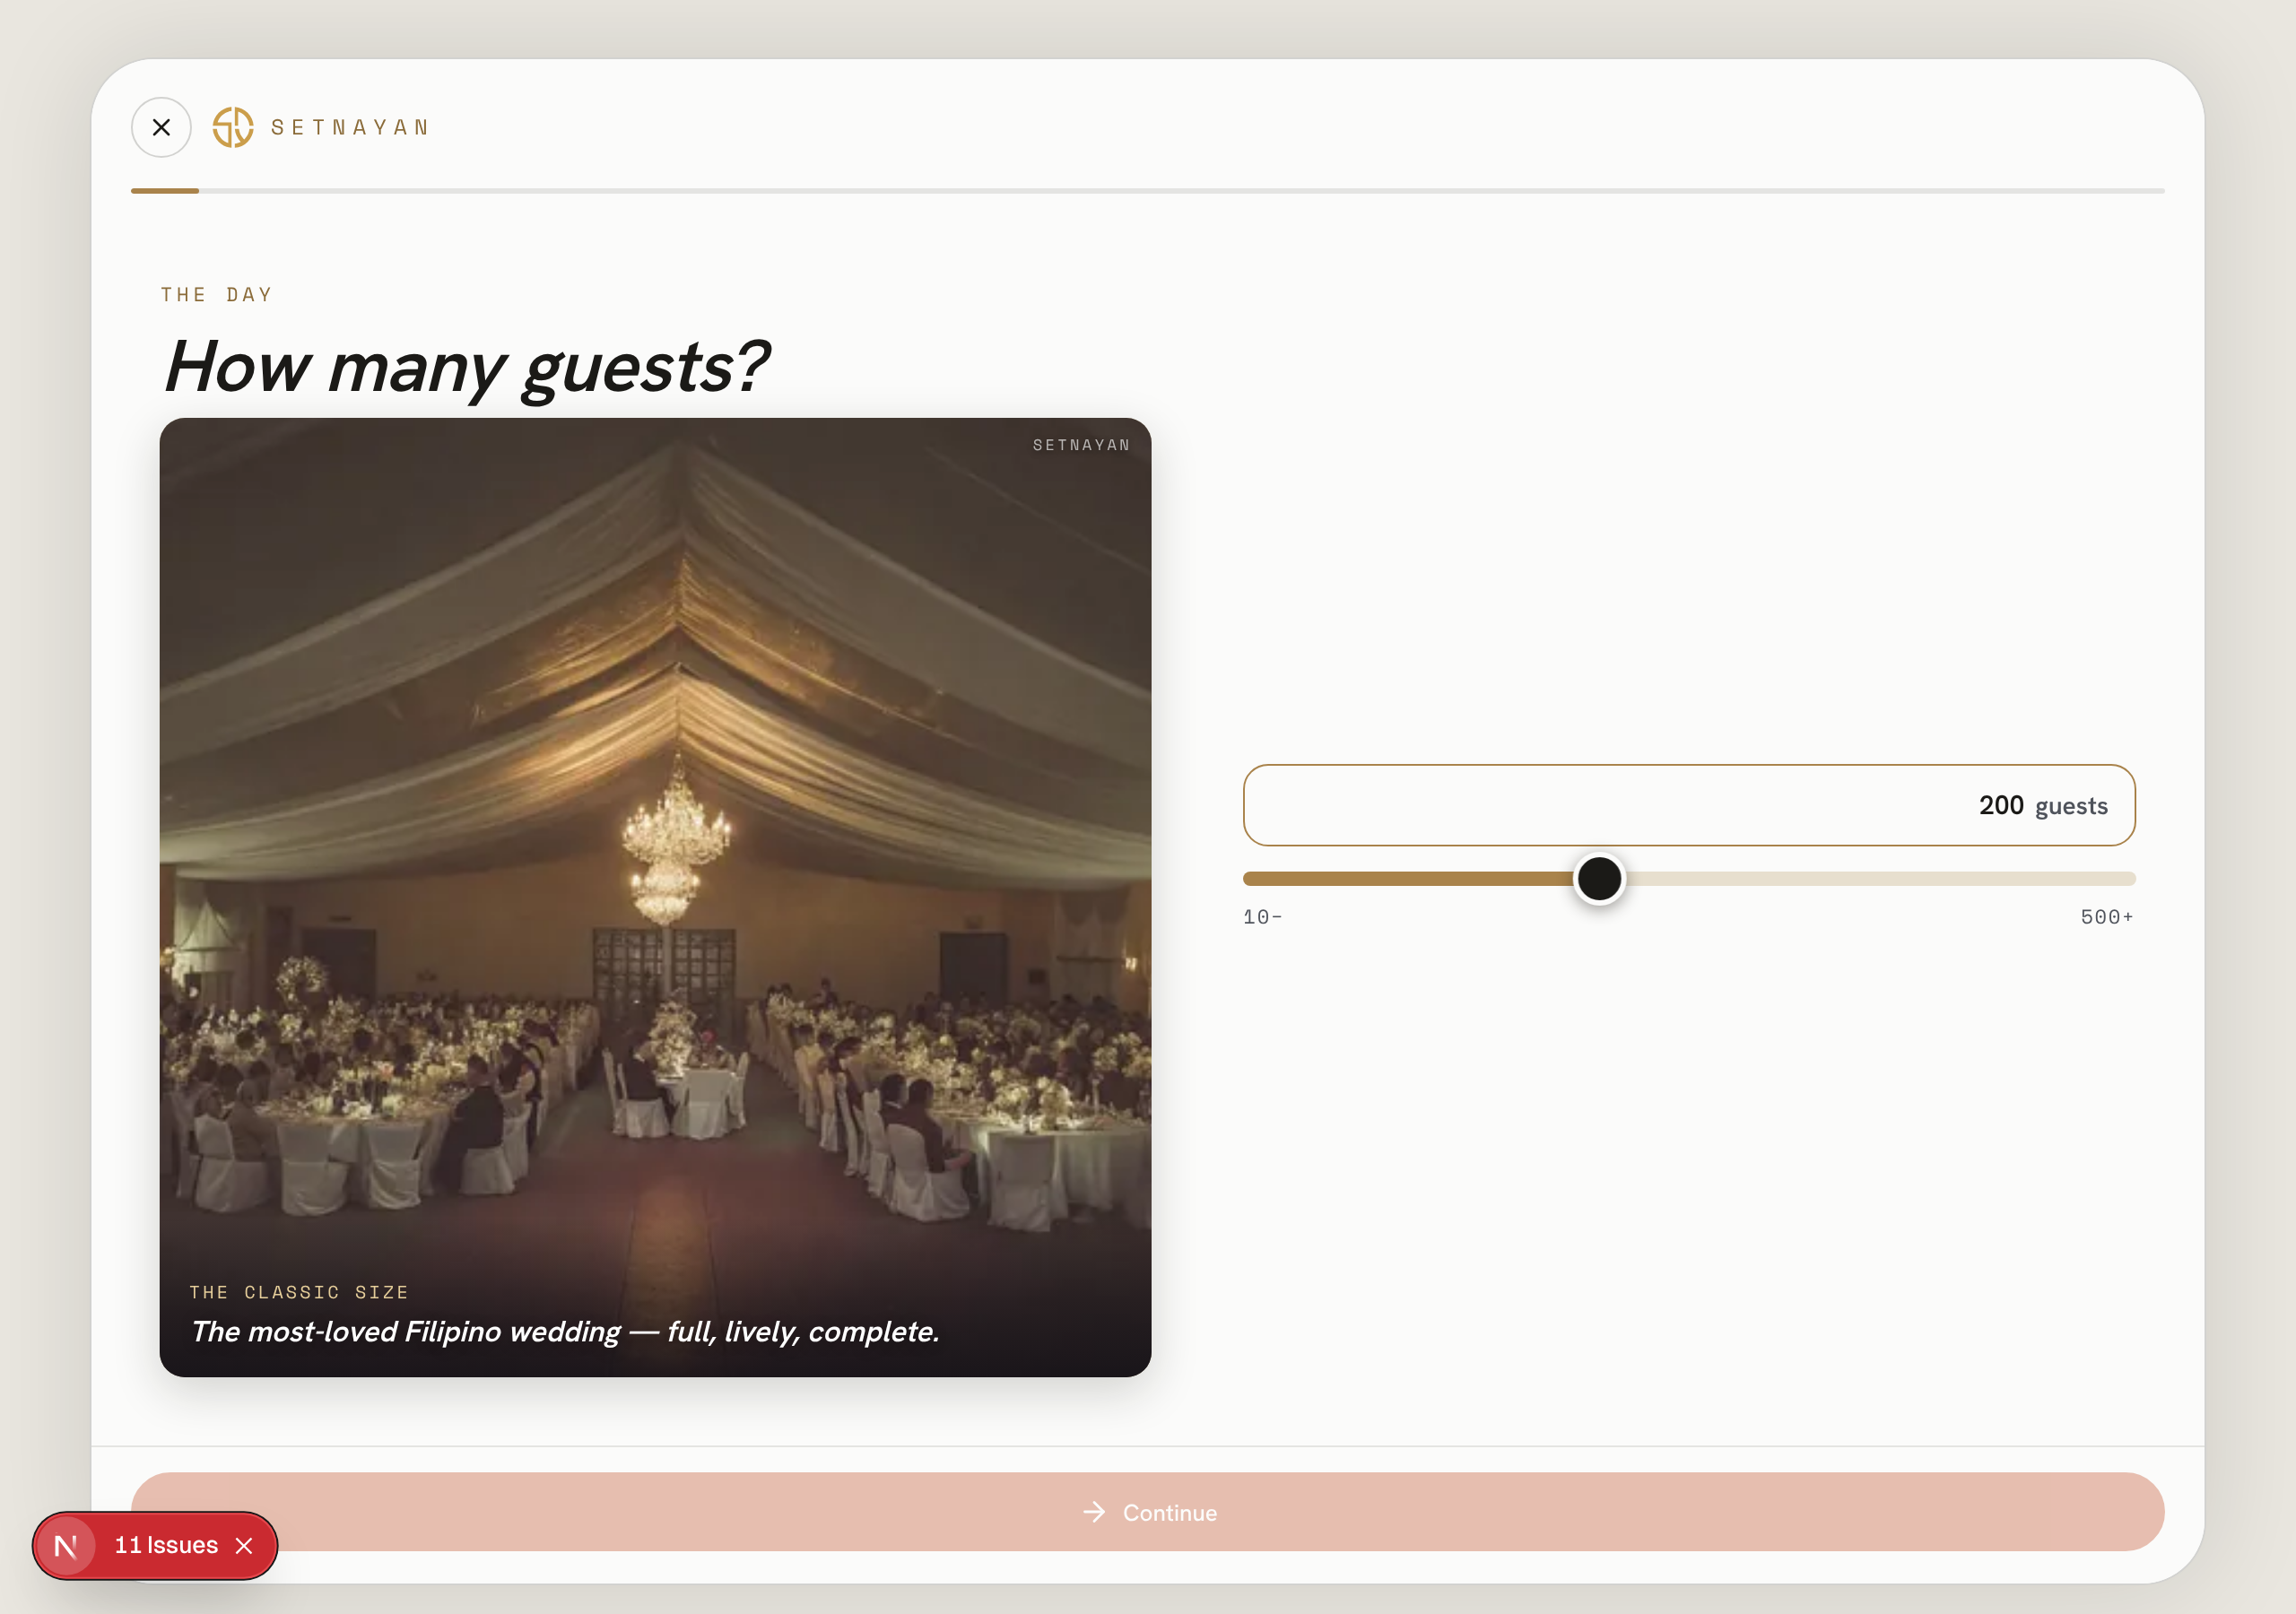 SETNAYAN
THE DAY
How many guests?
SETNAYAN
THE CLASSIC SIZE
The most-loved Filipino wedding — full, lively, complete.
200 guests
10-
500+
Continue
N
11 Issues